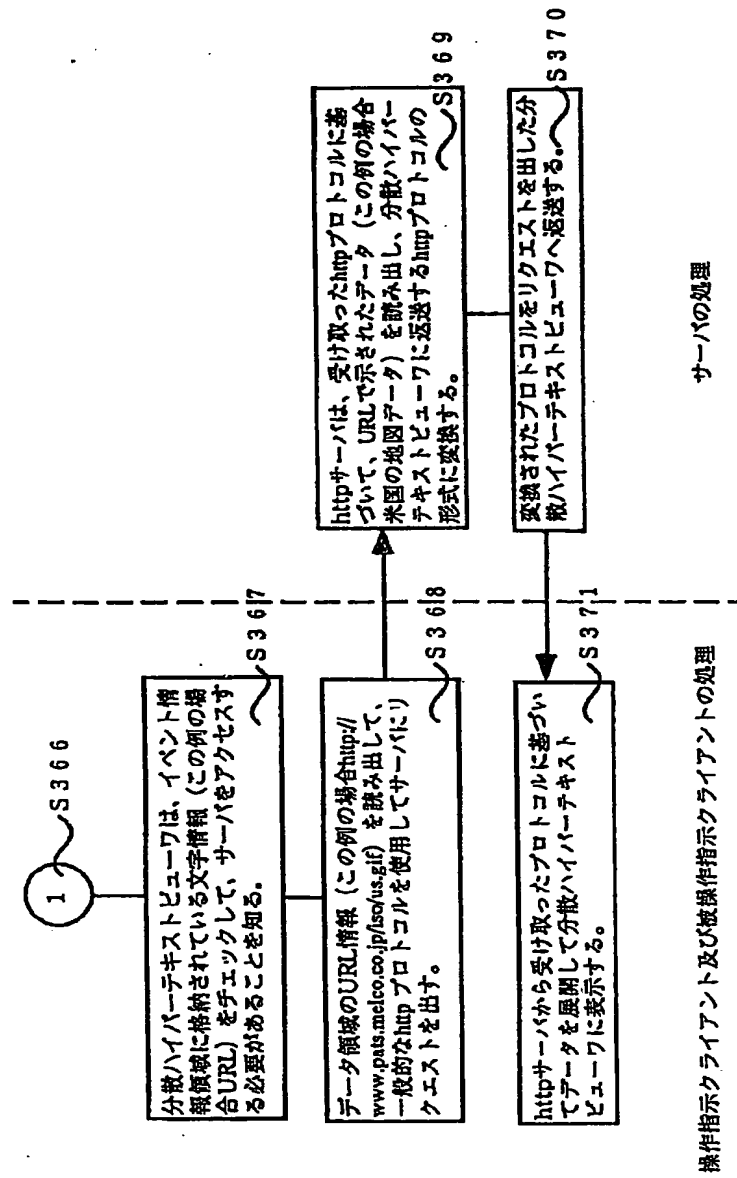 1
S366
分散ハイパーテキストビューワは、イベント情
報領域に格納されている文字情報（この例の場
合URL）をチェックして、サーバをアクセスす
る必要があることを知る。
S367
データ領域のURL情報（この例の場合http://
www.pats.melco.co.jp/iso/us.gif）を読み出して、
一般的なhttp プロトコルを使用してサーバにリ
クエストを出す。
S368
httpサーバは、受け取ったhttpプロトコルに基
づいて、URLで示されたデータ（この例の場合
米国の地図データ）を読み出し、分散ハイパー
テキストビューワに返送するhttpプロトコルの
形式に変換する。
S369
変換されたプロトコルをリクエストを出した分
散ハイパーテキストビューワへ返送する。
S370
httpサーバから受け取ったプロトコルに基づい
てデータを展開して分散ハイパーテキスト
ビューワに表示する。
S371
操作指示クライアント及び被操作指示クライアントの処理
サーバの処理